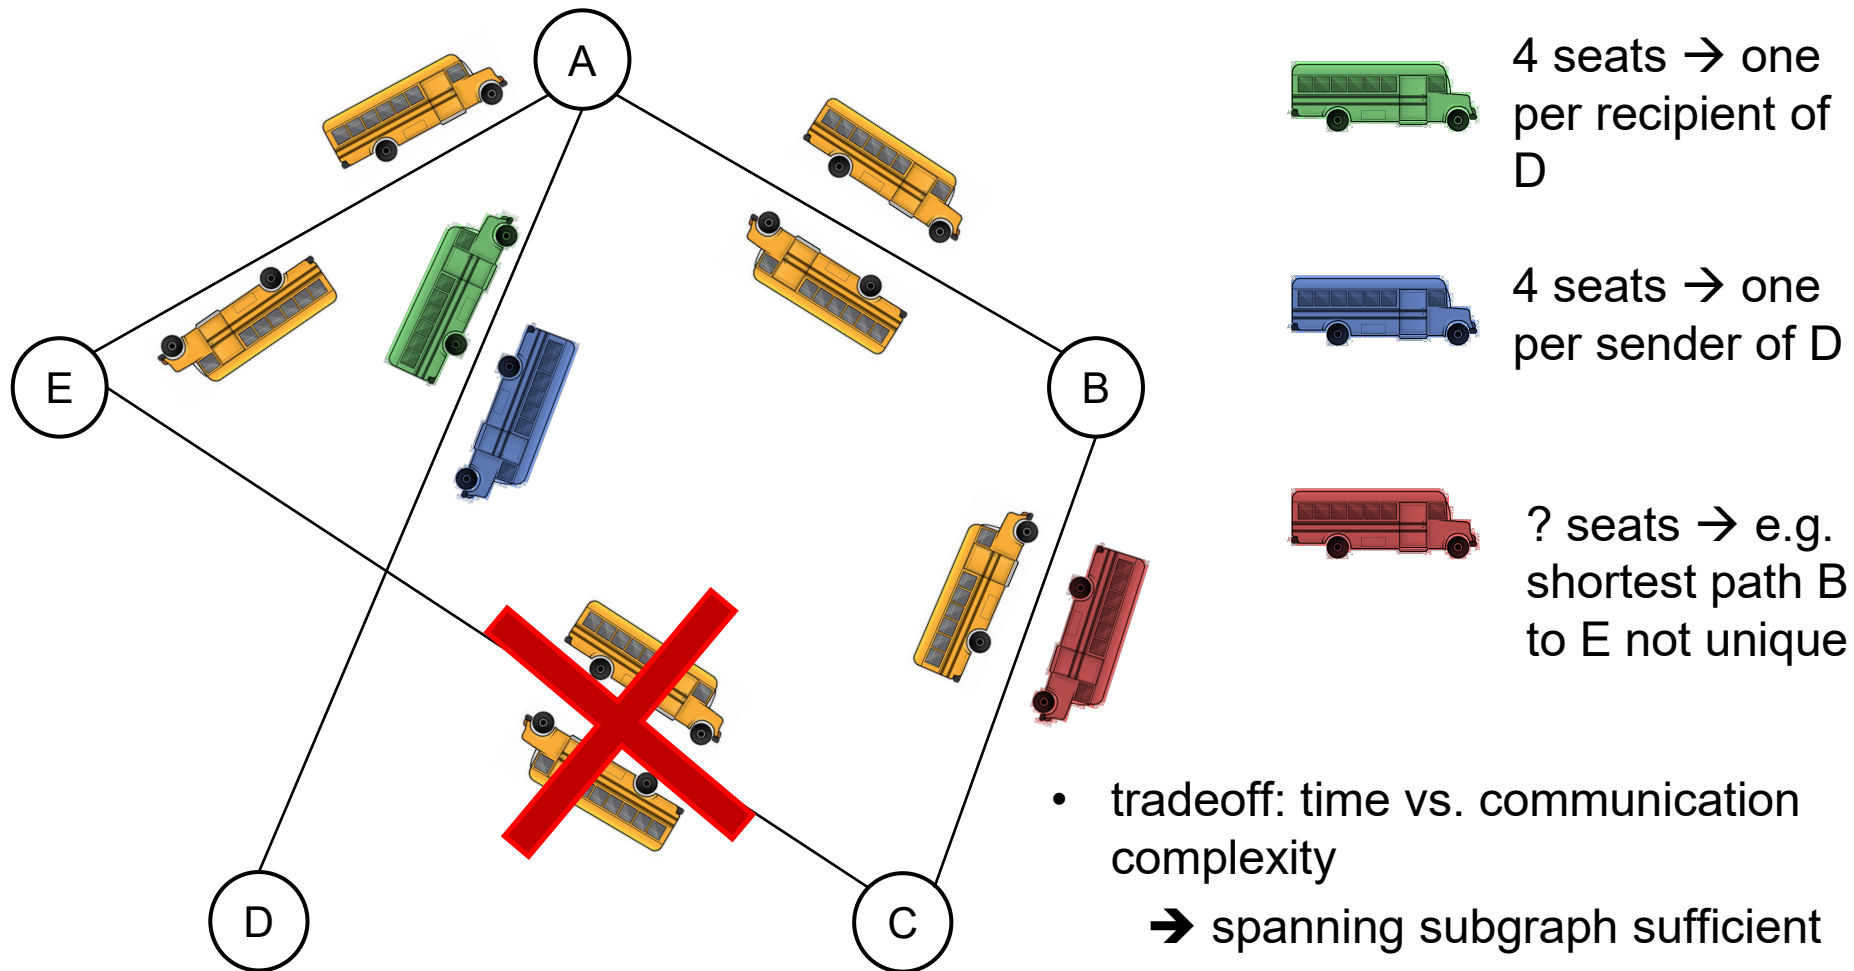 A
E
B
D
C
4 seats → one
per recipient of
D
4 seats → one
per sender of D
? seats → e.g.
shortest path B
to E not unique
• tradeoff: time vs. communication
complexity
➔ spanning subgraph sufficient